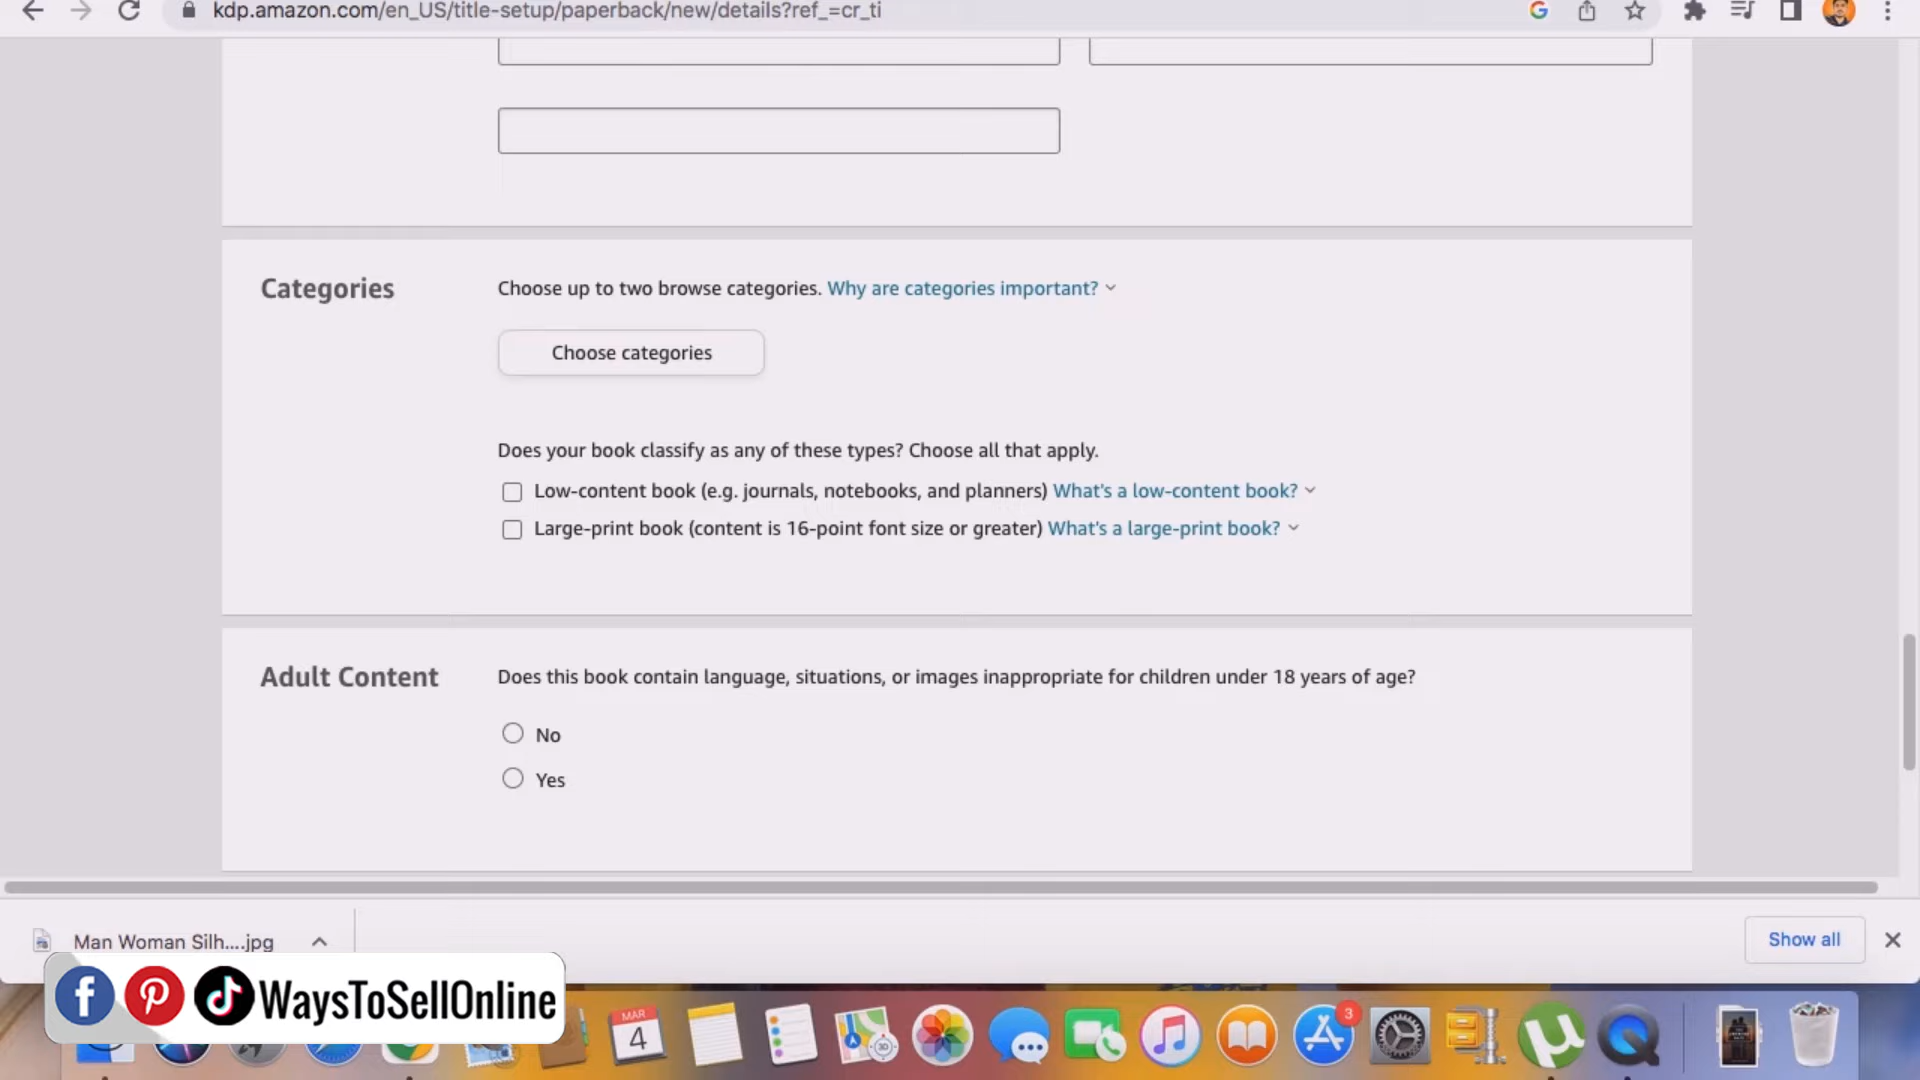 kdp.amazon.com/en_US/title-setup/paperback/new/details?ref_=cr_ti
Categories
Choose up to two browse categories. Why are categories important?
Choose categories
Does your book classify as any of these types? Choose all that apply.
Low-content book (e.g. journals, notebooks, and planners) What's a low-content book?
Large-print book (content is 16-point font size or greater) What's a large-print book?
Adult Content
Does this book contain language, situations, or images inappropriate for children under 18 years of age?
No
Yes
Man Woman Silh....jpg
Show all
WaysToSellOnline
MAR
4
3D
3